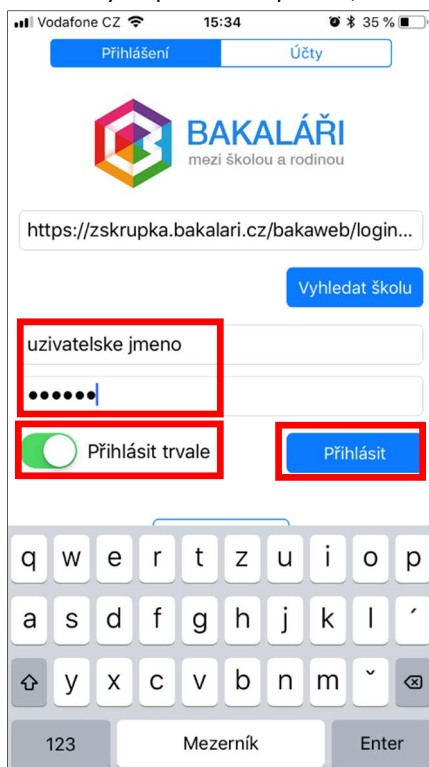 Vodafone CZ 15:34 35 %
Přihlášení Účty
BAKALÁŘI
mezi školou a rodinou
https://zskrupka.bakalari.cz/bakaweb/login...
Vyhledat školu
uzivatelske jmeno
••••••
Přihlásit trvale Přihlásit
q w e r t z u i o p
a s d f g h j k l ´
y x c v b n m ˇ
123 Mezerník Enter